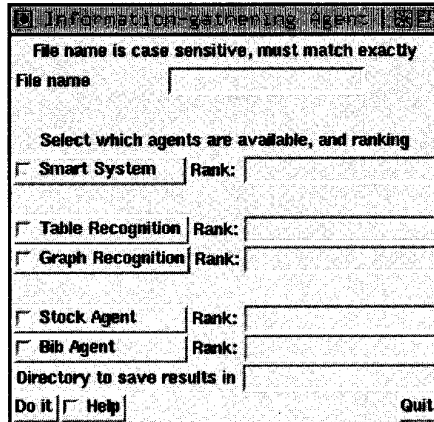 Information-gathering Agent
File name is case sensitive, must match exactly
File name
Select which agents are available, and ranking
Smart System Rank:
Table Recognition Rank:
Graph Recognition Rank:
Stock Agent Rank:
Bib Agent Rank:
Directory to save results in
Do it Help Quit